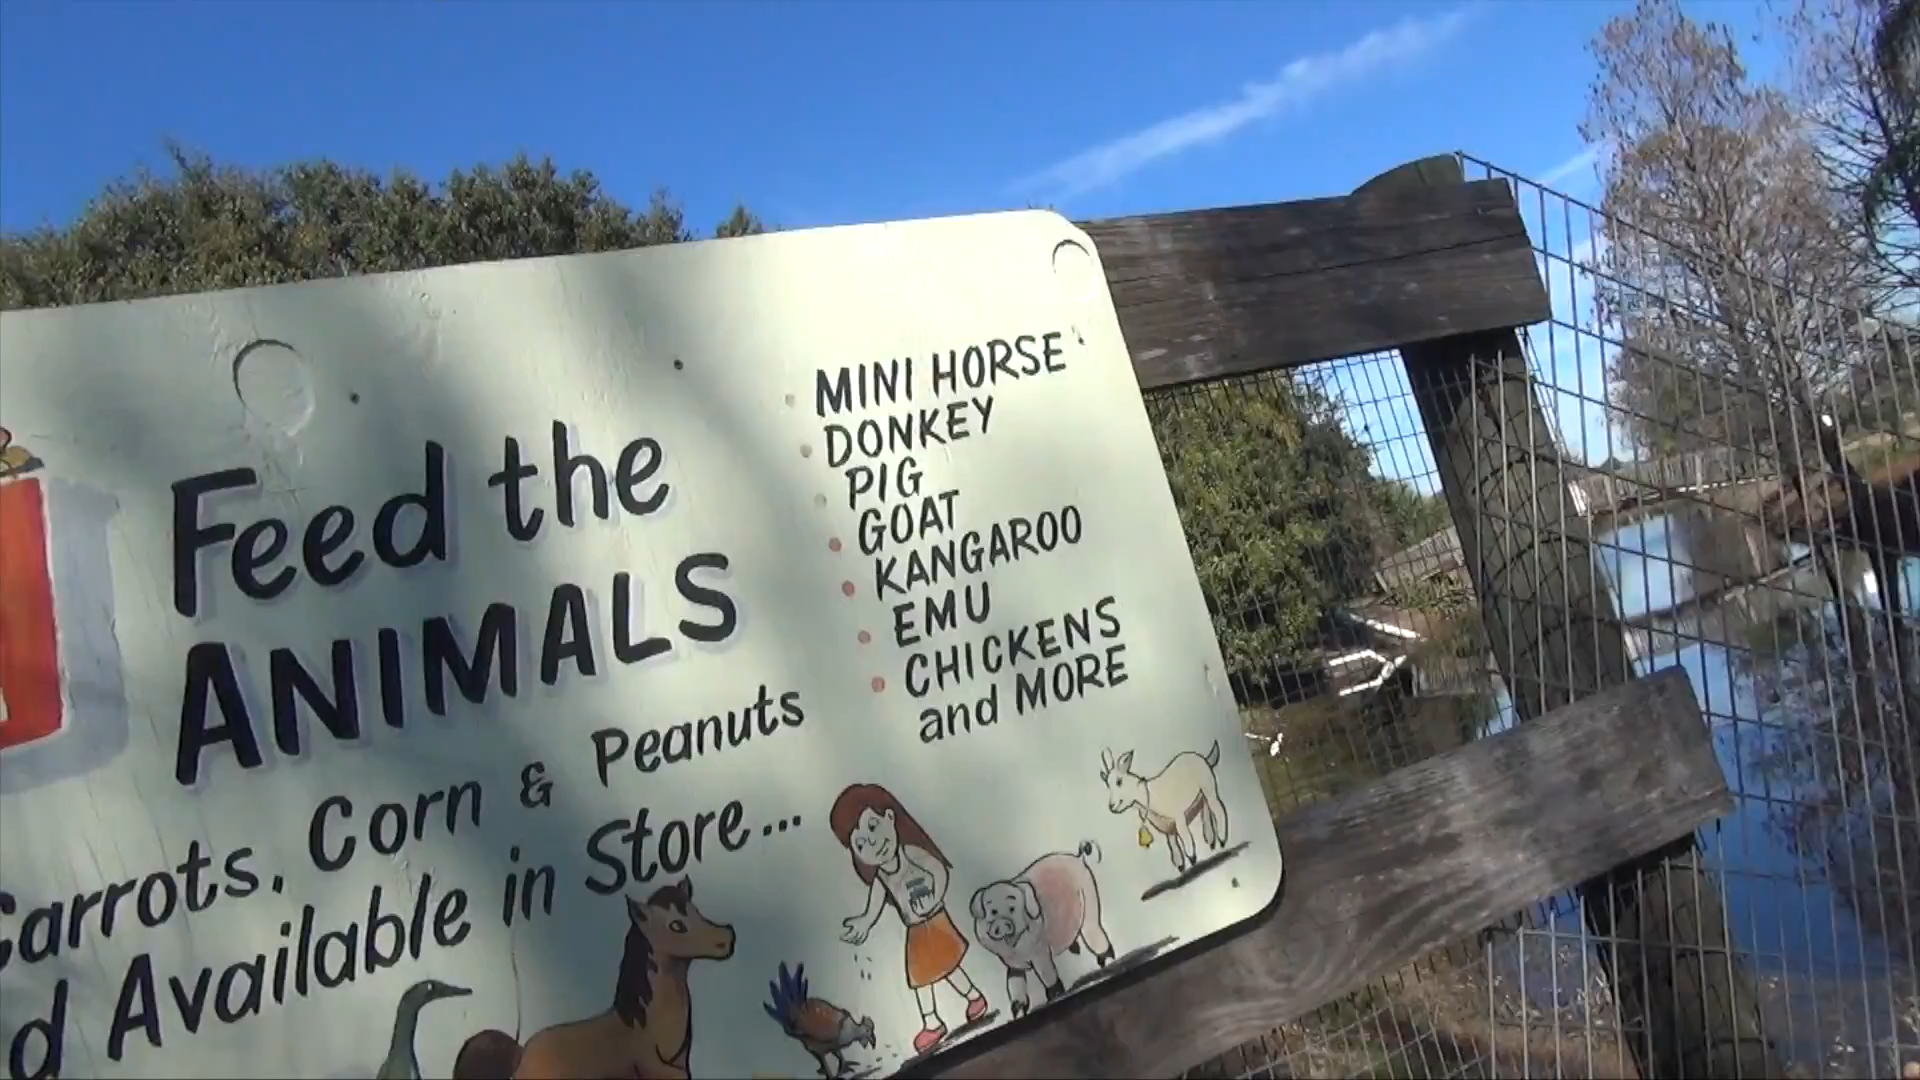 Feed the
ANIMALS
Carrots, Corn & Peanuts
Available in Store...
MINI HORSE
DONKEY
PIG
GOAT
KANGAROO
EMU
CHICKENS
and MORE